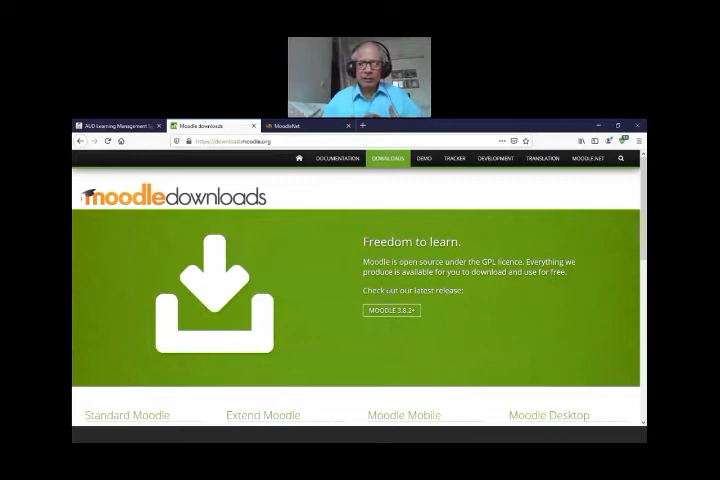 AUD Learning Management Sy
Moodle downloads
MoodleNet
https://download.moodle.org
DOCUMENTATION DOWNLOADS DEMO TRACKER DEVELOPMENT TRANSLATION MOODLE.NET
moodledownloads
Freedom to learn.
Moodle is open source under the GPL licence. Everything we
produce is available for you to download and use for free.
Check out our latest release:
MOODLE 3.8.2+
Standard Moodle Extend Moodle Moodle Mobile Moodle Desktop